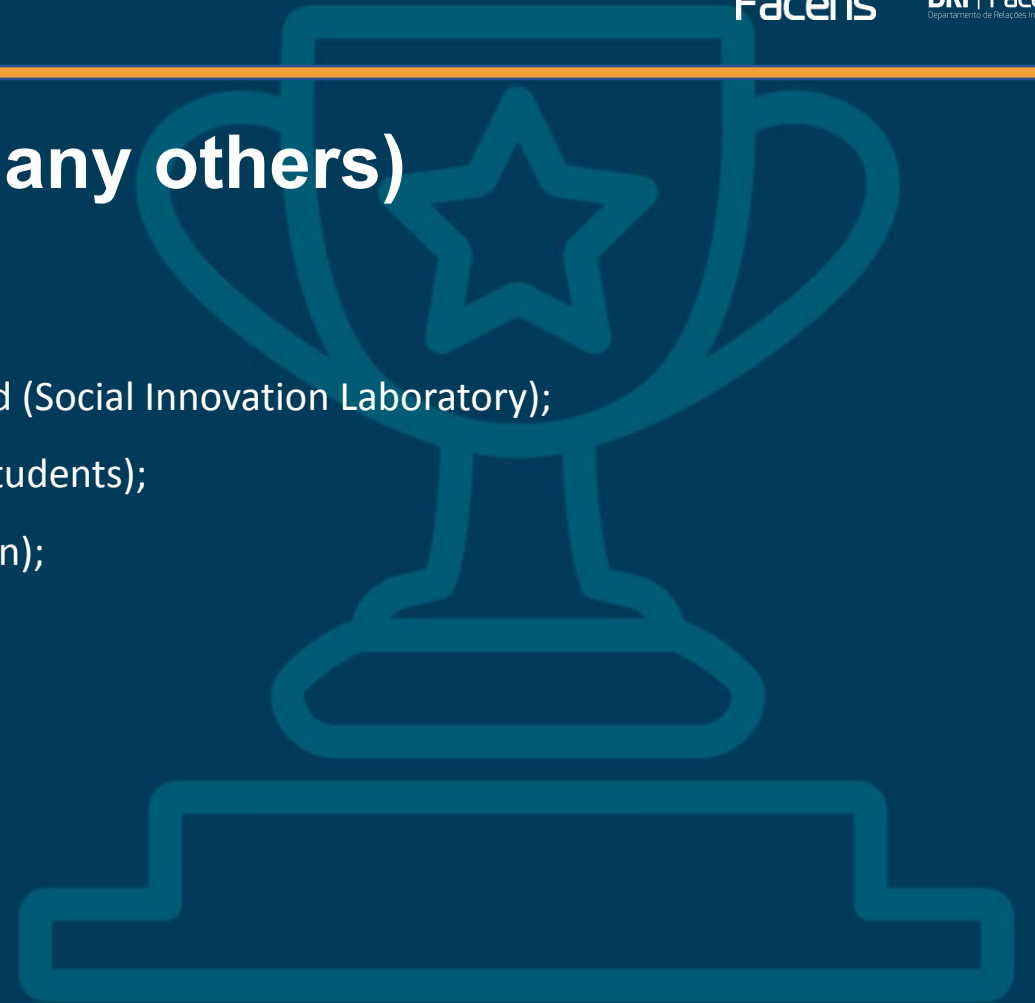 Facens
any others)
(Social Innovation Laboratory);
tudents);
n);